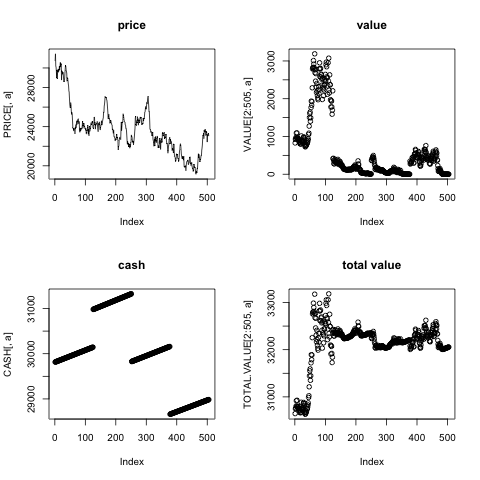 price
PRICE[, a]
20000 24000 28000
0 100 200 300 400 500
Index
value
VALUE[2:505, a]
0 1000 2000 3000
0 100 200 300 400 500
Index
cash
CASH[, a]
29000 30000 31000
0 100 200 300 400 500
Index
total value
TOTAL.VALUE[2:505, a]
31000 32000 33000
0 100 200 300 400 500
Index